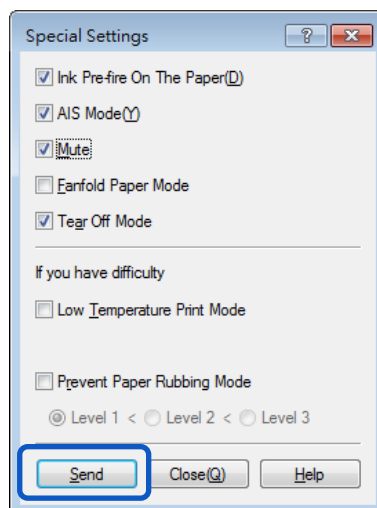 Special Settings
Ink Pre-fire On The Paper(D)
AIS Mode(Y)
Mute
Fanfold Paper Mode
Tear Off Mode
If you have difficulty
Low Temperature Print Mode
Prevent Paper Rubbing Mode
Level 1 < Level 2 < Level 3
Send Close(Q) Help